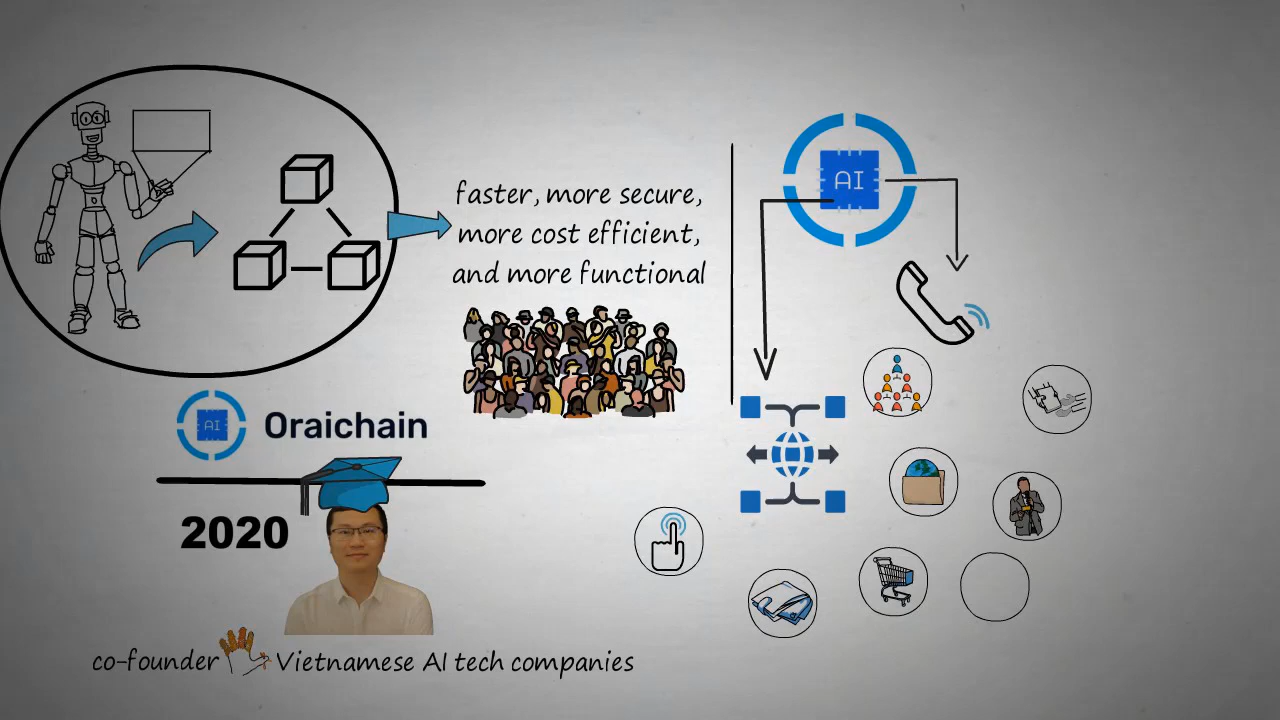 faster, more secure,
more cost efficient,
and more functional
AI
AI
Oraichain
2020
co-founder
Vietnamese AI tech companies